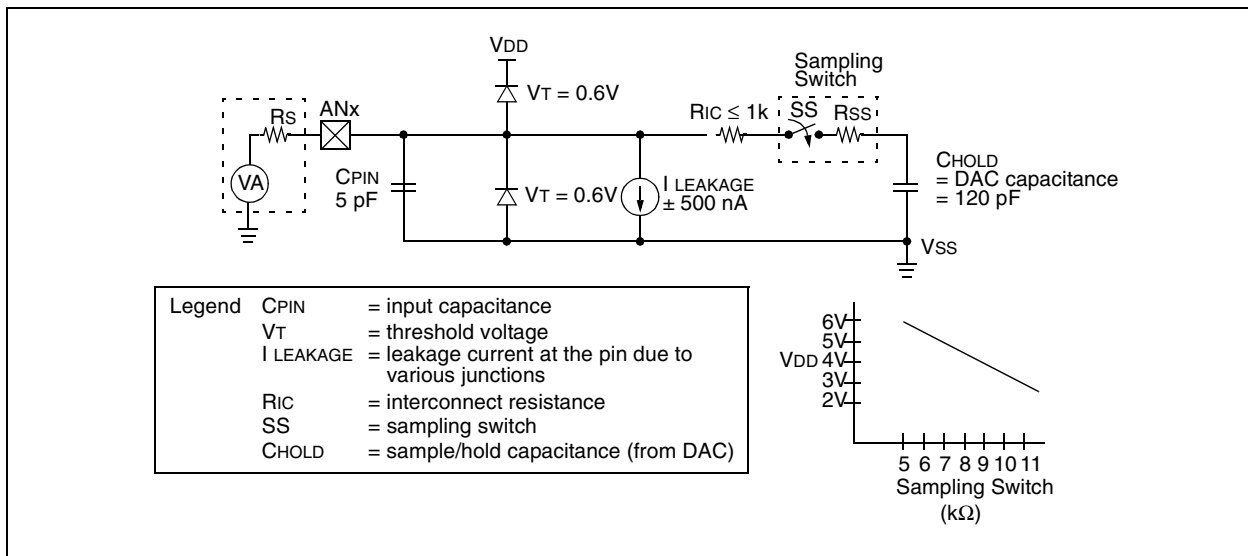 VDD
Sampling
Switch
VT = 0.6V
ANx
RS
RIC ≤ 1k
SS
RSS
VA
CPIN
5 pF
VT = 0.6V
I LEAKAGE
± 500 nA
CHOLD
= DAC capacitance
= 120 pF
VSS
Legend CPIN = input capacitance
VT = threshold voltage
I LEAKAGE = leakage current at the pin due to
various junctions
RIC = interconnect resistance
SS = sampling switch
CHOLD = sample/hold capacitance (from DAC)
6V
5V
VDD 4V
3V
2V
5 6 7 8 9 10 11
Sampling Switch
(kΩ)